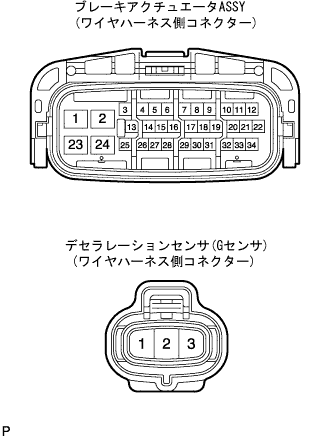 ブレーキアクチュエータASSY
(ワイヤハーネス側コネクター)
1 2 3 4 5 6 7 8 9 10 11 12
13 14 15 16 17 18 19 20 21 22
23 24 25 26 27 28 29 30 31 32 33 34
デセラレーションセンサ(Gセンサ)
(ワイヤハーネス側コネクター)
1 2 3
P